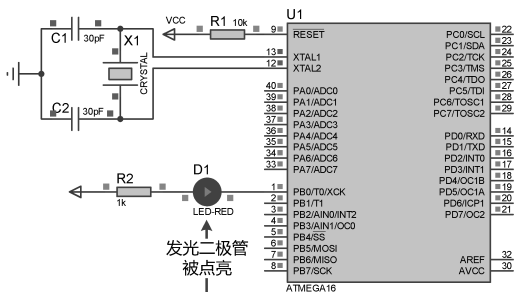 VCC
R1
10k
C1
30pF
X1
CRYSTAL
C2
30pF
R2
1k
D1
LED-RED
发光二极管
被点亮
U1
9 RESET
13 XTAL1
12 XTAL2
40 PA0/ADC0
39 PA1/ADC1
38 PA2/ADC2
37 PA3/ADC3
36 PA4/ADC4
35 PA5/ADC5
34 PA6/ADC6
33 PA7/ADC7
1 PB0/T0/XCK
2 PB1/T1
3 PB2/AIN0/INT2
4 PB3/AIN1/OC0
5 PB4/SS
6 PB5/MOSI
7 PB6/MISO
8 PB7/SCK
PC0/SCL 22
PC1/SDA 23
PC2/TCK 24
PC3/TMS 25
PC4/TDO 26
PC5/TDI 27
PC6/TOSC1 28
PC7/TOSC2 29
PD0/RXD 14
PD1/TXD 15
PD2/INT0 16
PD3/INT1 17
PD4/OC1B 18
PD5/OC1A 19
PD6/ICP1 20
PD7/OC2 21
AREF 32
AVCC 30
ATMEGA16